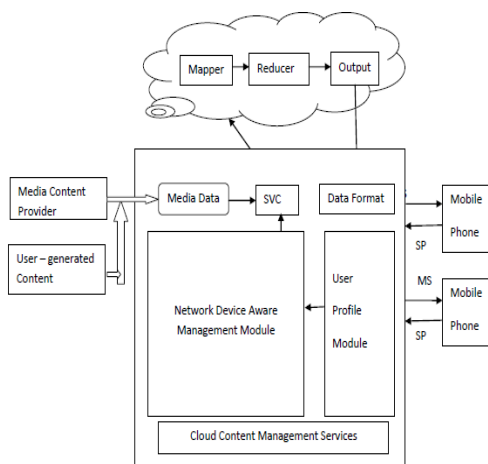 Mapper
Reducer
Output
Media Content
Provider
Media Data
SVC
Data Format
Mobile
Phone
SP
User – generated
Content
Network Device Aware
Management Module
User
Profile
Module
MS
Mobile
Phone
SP
Cloud Content Management Services